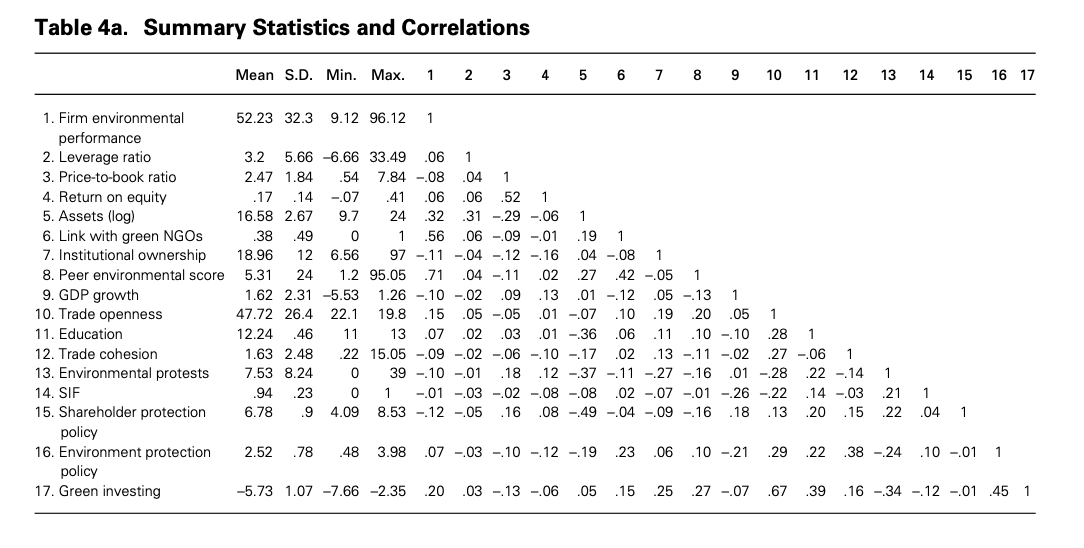 Table 4a. Summary Statistics and Correlations
Mean S.D. Min. Max. 1 2 3 4 5 6 7 8 9 10 11 12 13 14 15 16 17
1. Firm environmental performance 52.23 32.3 9.12 96.12 1
2. Leverage ratio 3.2 5.66 –6.66 33.49 .06 1
3. Price-to-book ratio 2.47 1.84 .54 7.84 –.08 .04 1
4. Return on equity .17 .14 –.07 .41 .06 .06 .52 1
5. Assets (log) 16.58 2.67 9.7 24 .32 .31 –.29 –.06 1
6. Link with green NGOs .38 .49 0 1 .56 .06 –.09 –.01 .19 1
7. Institutional ownership 18.96 12 6.56 97 –.11 –.04 –.12 –.16 .04 –.08 1
8. Peer environmental score 5.31 24 1.2 95.05 .71 .04 –.11 .02 .27 .42 –.05 1
9. GDP growth 1.62 2.31 –5.53 1.26 –.10 –.02 .09 .13 .01 –.12 .05 –.13 1
10. Trade openness 47.72 26.4 22.1 19.8 .15 .05 –.05 .01 –.07 .10 .19 .20 .05 1
11. Education 12.24 .46 11 13 .07 .02 .03 .01 –.36 .06 .11 .10 –.10 .28 1
12. Trade cohesion 1.63 2.48 .22 15.05 –.09 –.02 –.06 –.10 –.17 .02 .13 –.11 –.02 .27 –.06 1
13. Environmental protests 7.53 8.24 0 39 –.10 –.01 .18 .12 –.37 –.11 –.27 –.16 .01 –.28 .22 –.14 1
14. SIF .94 .23 0 1 –.01 –.03 –.02 –.08 –.08 .02 –.07 –.01 –.26 –.22 .14 –.03 .21 1
15. Shareholder protection policy 6.78 .9 4.09 8.53 –.12 –.05 .16 .08 –.49 –.04 –.09 –.16 .18 .13 .20 .15 .22 .04 1
16. Environment protection policy 2.52 .78 .48 3.98 .07 –.03 –.10 –.12 –.19 .23 .06 .10 –.21 .29 .22 .38 –.24 .10 –.01 1
17. Green investing –5.73 1.07 –7.66 –2.35 .20 .03 –.13 –.06 .05 .15 .25 .27 –.07 .67 .39 .16 –.34 –.12 –.01 .45 1